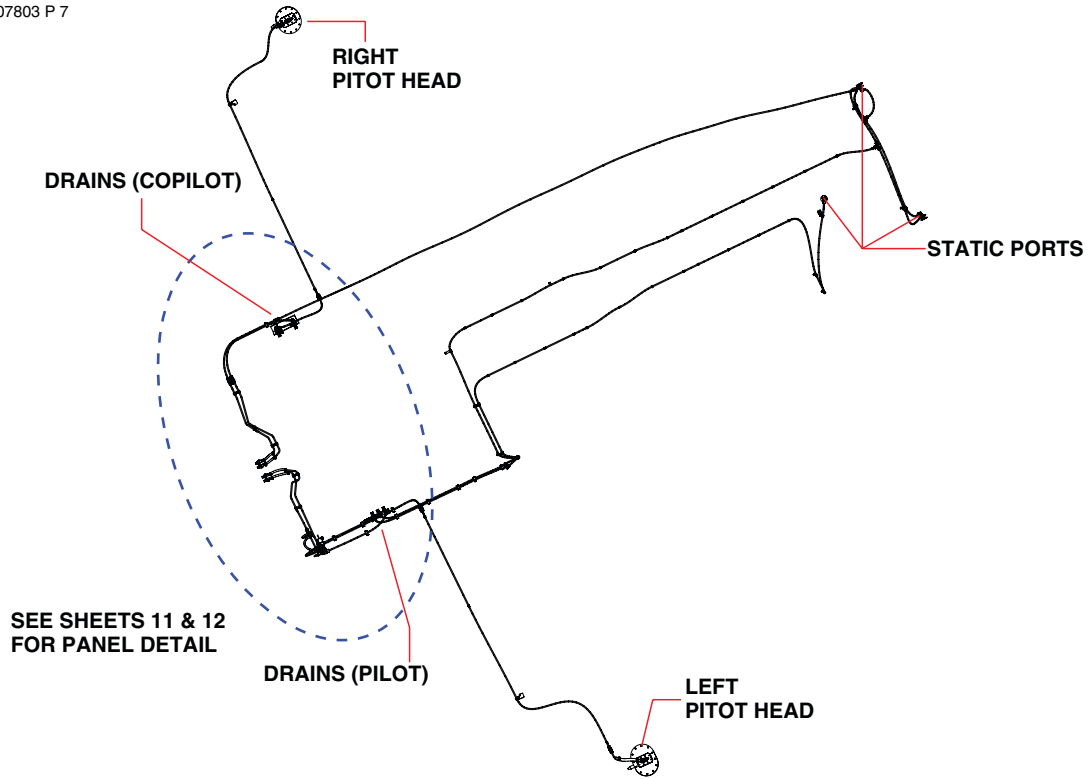 07803 P 7
RIGHT
PITOT HEAD
DRAINS (COPILOT)
STATIC PORTS
SEE SHEETS 11 & 12
FOR PANEL DETAIL
DRAINS (PILOT)
LEFT
PITOT HEAD